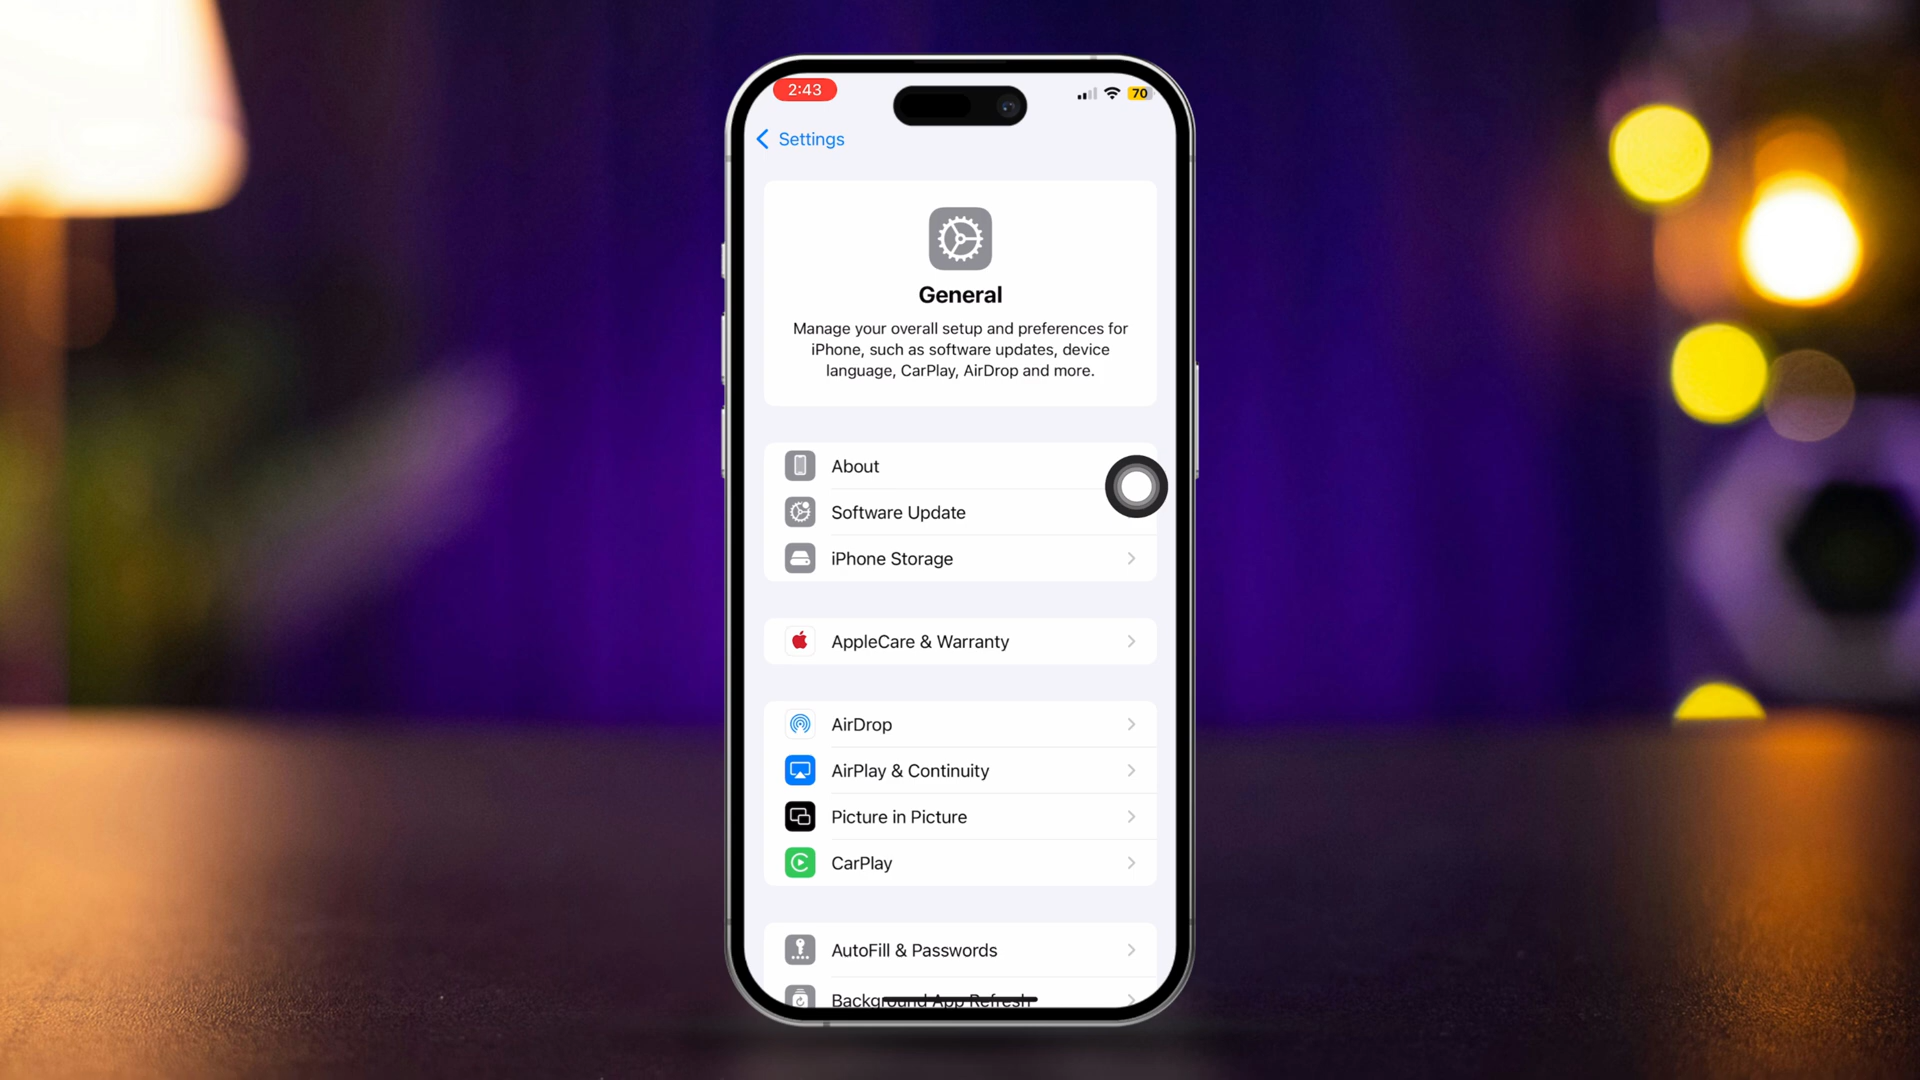 2:43
70
Settings
General
Manage your overall setup and preferences for
iPhone, such as software updates, device
language, CarPlay, AirDrop and more.
About
Software Update
iPhone Storage
AppleCare & Warranty
AirDrop
AirPlay & Continuity
Picture in Picture
CarPlay
AutoFill & Passwords
Background App Refresh